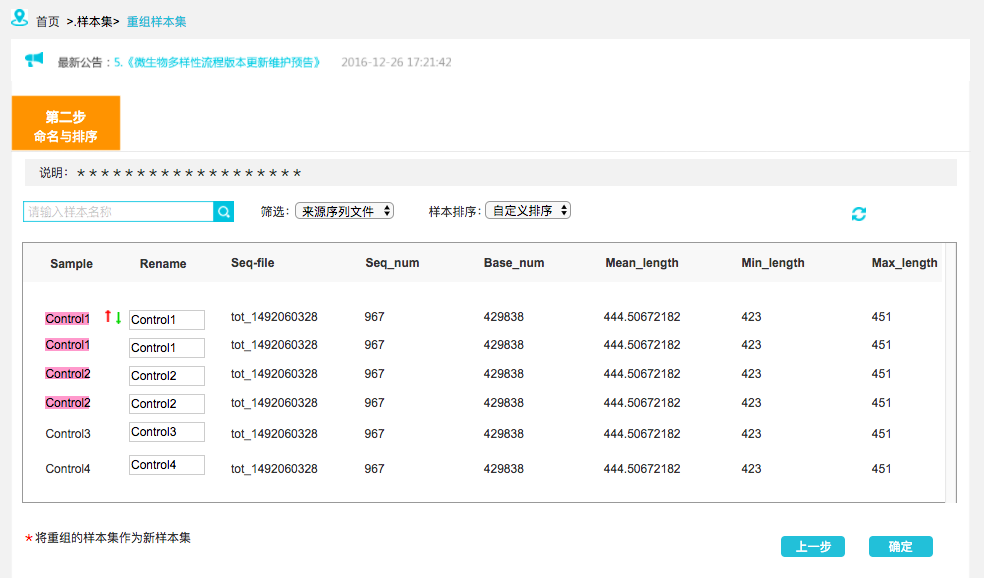 首页 >.样本集> 重组样本集
最新公告：5.《微生物多样性流程版本更新维护预告》 2016-12-26 17:21:42
第二步
命名与排序
说明: * * * * * * * * * * * * * * * * * * *
请输入样本名称 筛选: 来源序列文件 样本排序: 自定义排序
Sample Rename Seq-file Seq_num Base_num Mean_length Min_length Max_length
Control1 Control1 tot_1492060328 967 429838 444.50672182 423 451
Control1 Control1 tot_1492060328 967 429838 444.50672182 423 451
Control2 Control2 tot_1492060328 967 429838 444.50672182 423 451
Control2 Control2 tot_1492060328 967 429838 444.50672182 423 451
Control3 Control3 tot_1492060328 967 429838 444.50672182 423 451
Control4 Control4 tot_1492060328 967 429838 444.50672182 423 451
*将重组的样本集作为新样本集
上一步 确定